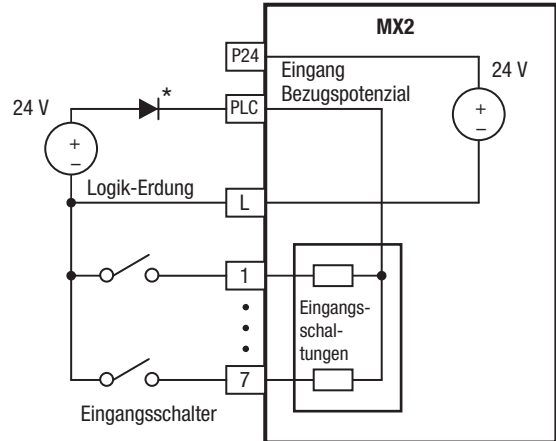 MX2
P24
Eingang
Bezugspotenzial
24 V
24 V
*
PLC
+
–
+
–
Logik-Erdung
L
1
Eingangs-
schal-
tungen
7
Eingangsschalter